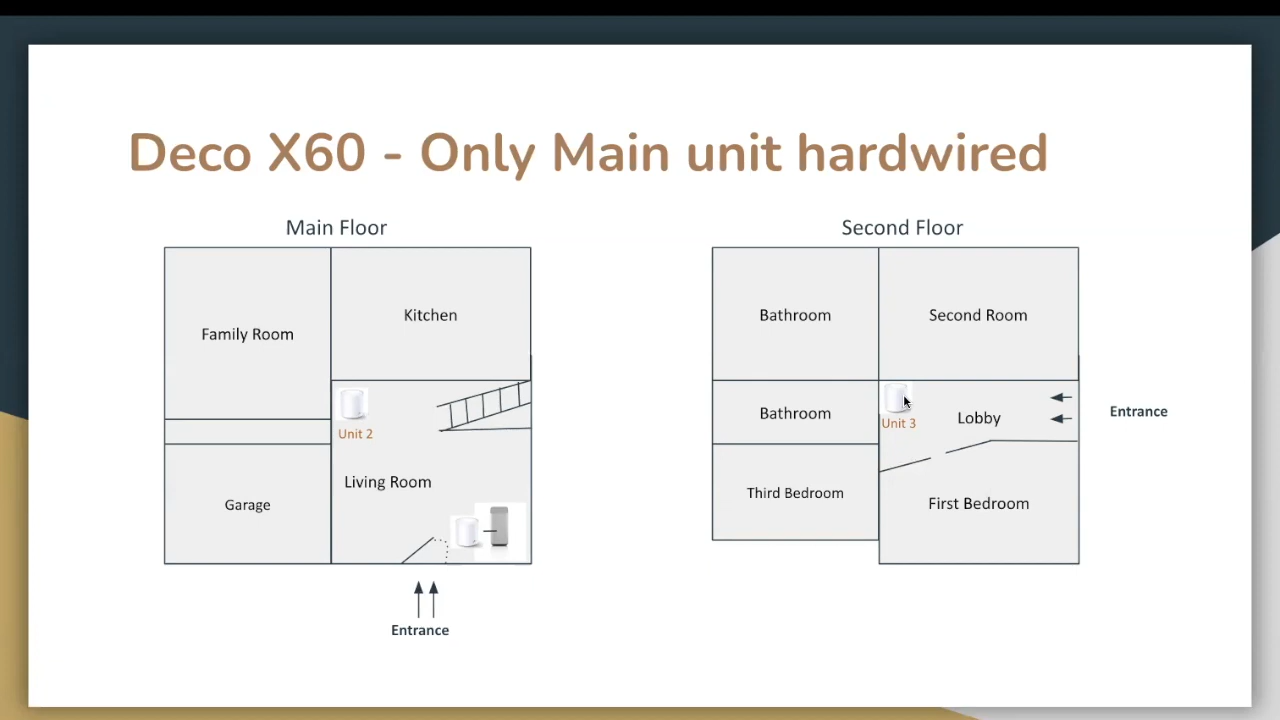 Deco X60 - Only Main unit hardwired
Main Floor
Second Floor
Family Room
Kitchen
Unit 2
Living Room
Garage
Entrance
Bathroom
Second Room
Bathroom
Unit 3
Lobby
Entrance
Third Bedroom
First Bedroom